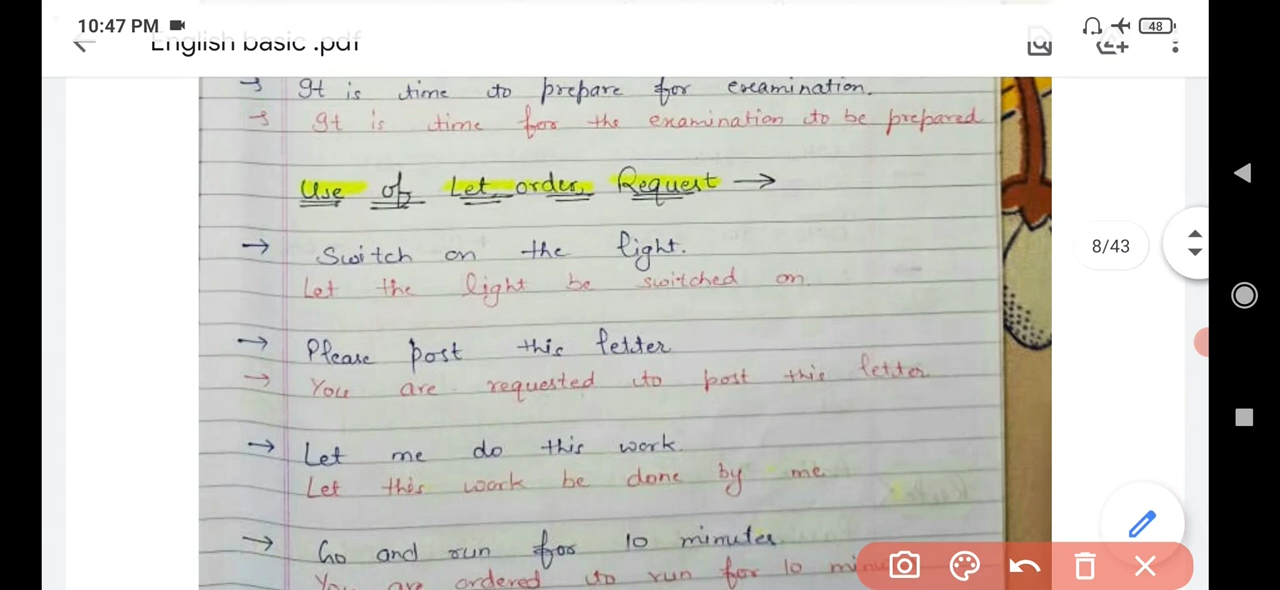 10:47 PM
48
English basic .pdf
It is time to prepare for examination.
It is time for the examination to be prepared
Use of Let order, Request →
8/43
→ Switch on the light.
Let the light be switched on
→ Please post this letter
→ You are requested to post this letter
→ Let me do this work.
Let this work be done by me
→ Go and run for 10 minutes.
You are ordered to run for 10